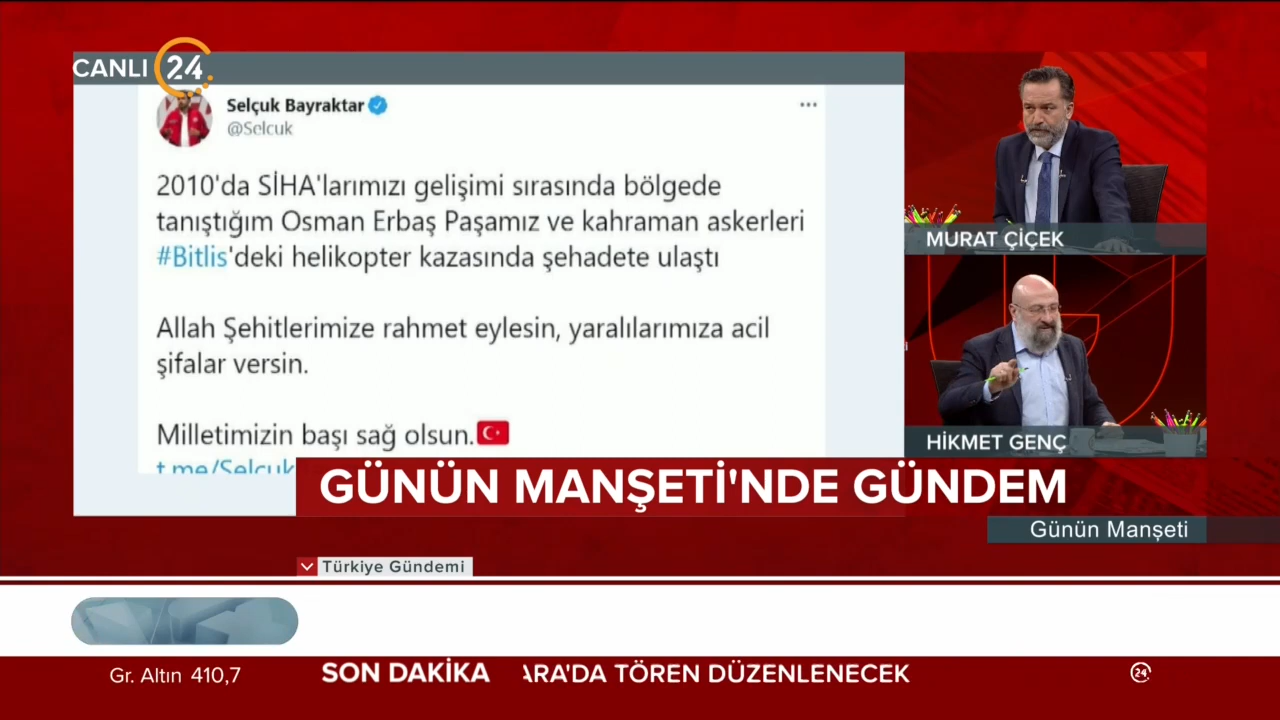 CANLI 24
Selçuk Bayraktar
@Selcuk
2010'da SİHA'larımızı gelişimi sırasında bölgede
tanıştığım Osman Erbaş Paşamız ve kahraman askerleri
#Bitlis'deki helikopter kazasında şehadete ulaştı
Allah Şehitlerimize rahmet eylesin, yaralılarımıza acil
şifalar versin.
Milletimizin başı sağ olsun.
t.me/Selcuk
MURAT ÇİÇEK
HİKMET GENÇ
GÜNÜN MANŞETİ'NDE GÜNDEM
Günün Manşeti
Türkiye Gündemi
Gr. Altın 410,7
SON DAKİKA
ARA'DA TÖREN DÜZENLENECEK
24